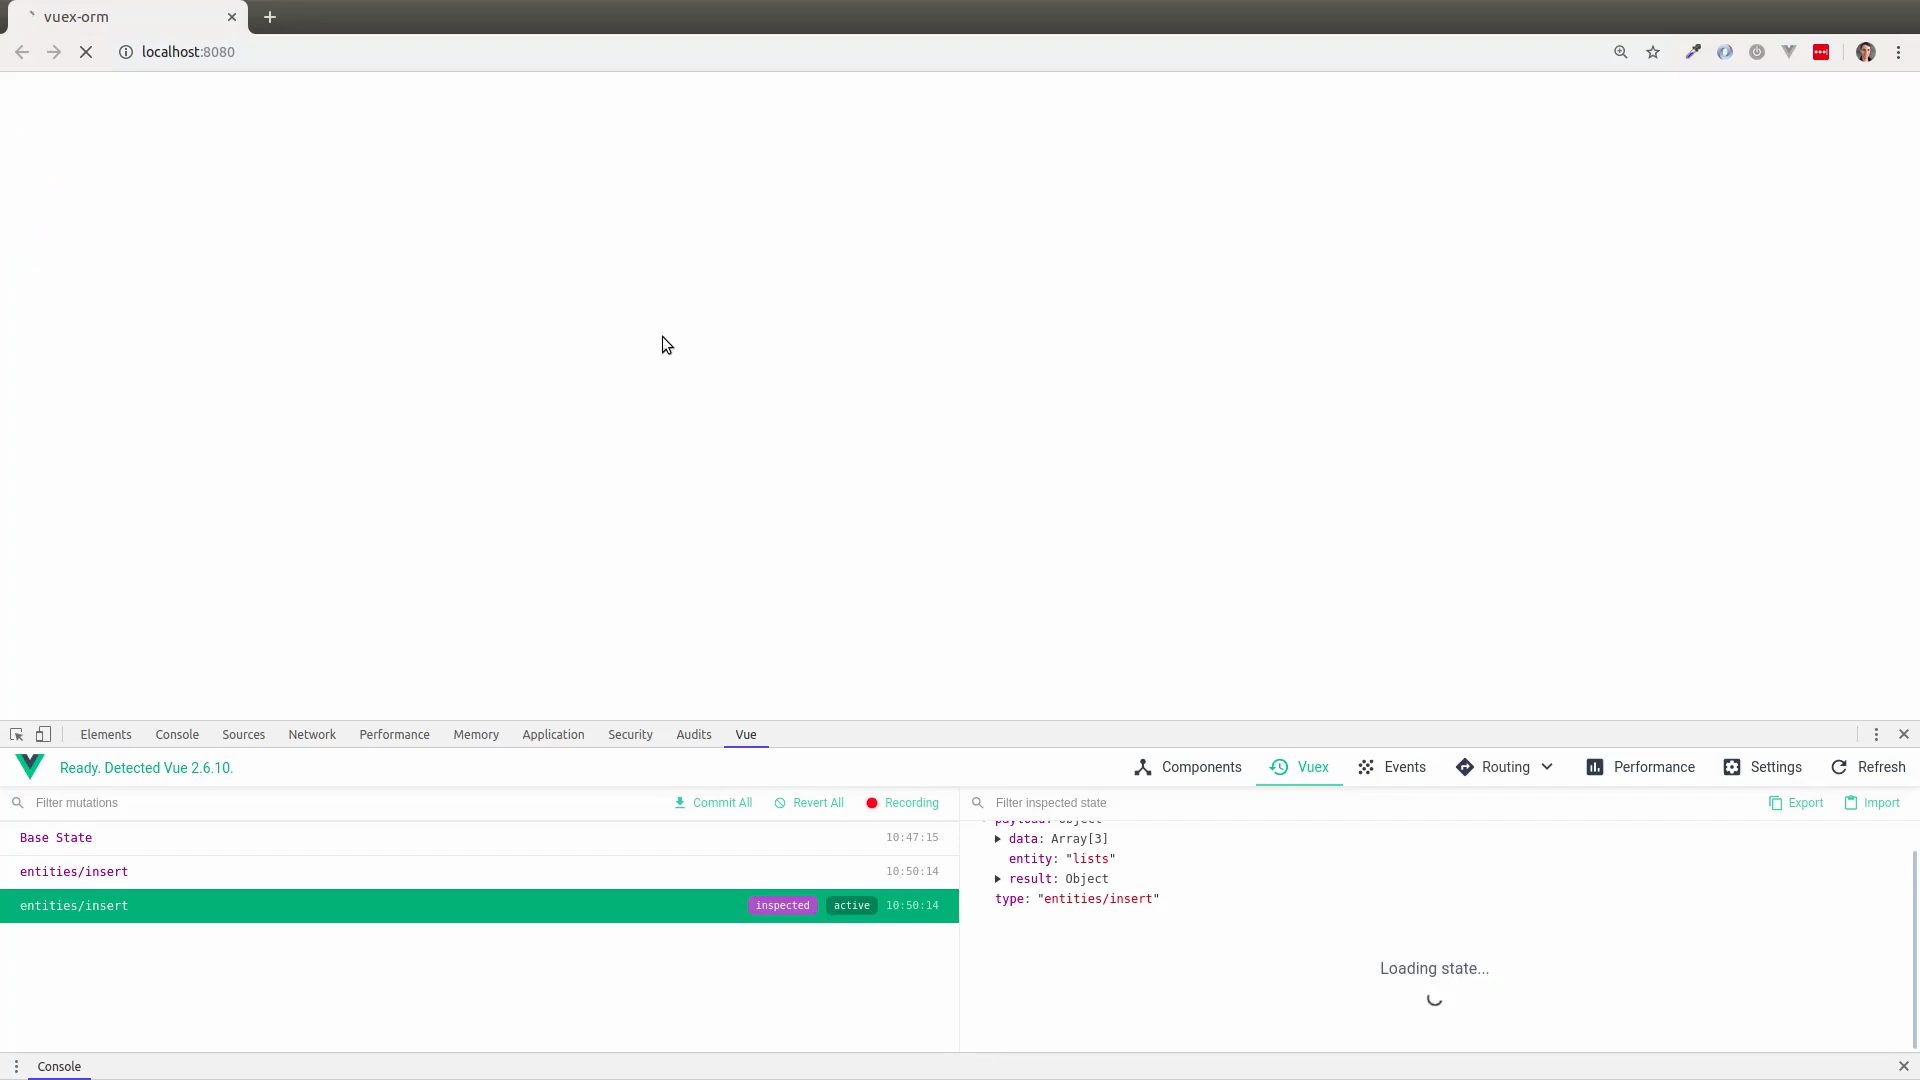 vuex-orm
localhost:8080
Elements Console Sources Network Performance Memory Application Security Audits Vue
Ready. Detected Vue 2.6.10. Components Vuex Events Routing Performance Settings Refresh
Filter mutations Commit All Revert All Recording Filter inspected state Export Import
payload: Object
Base State 10:47:15
data: Array[3]
entity: "lists"
entities/insert 10:50:14
result: Object
type: "entities/insert"
entities/insert inspected active 10:50:14
Loading state...
Console